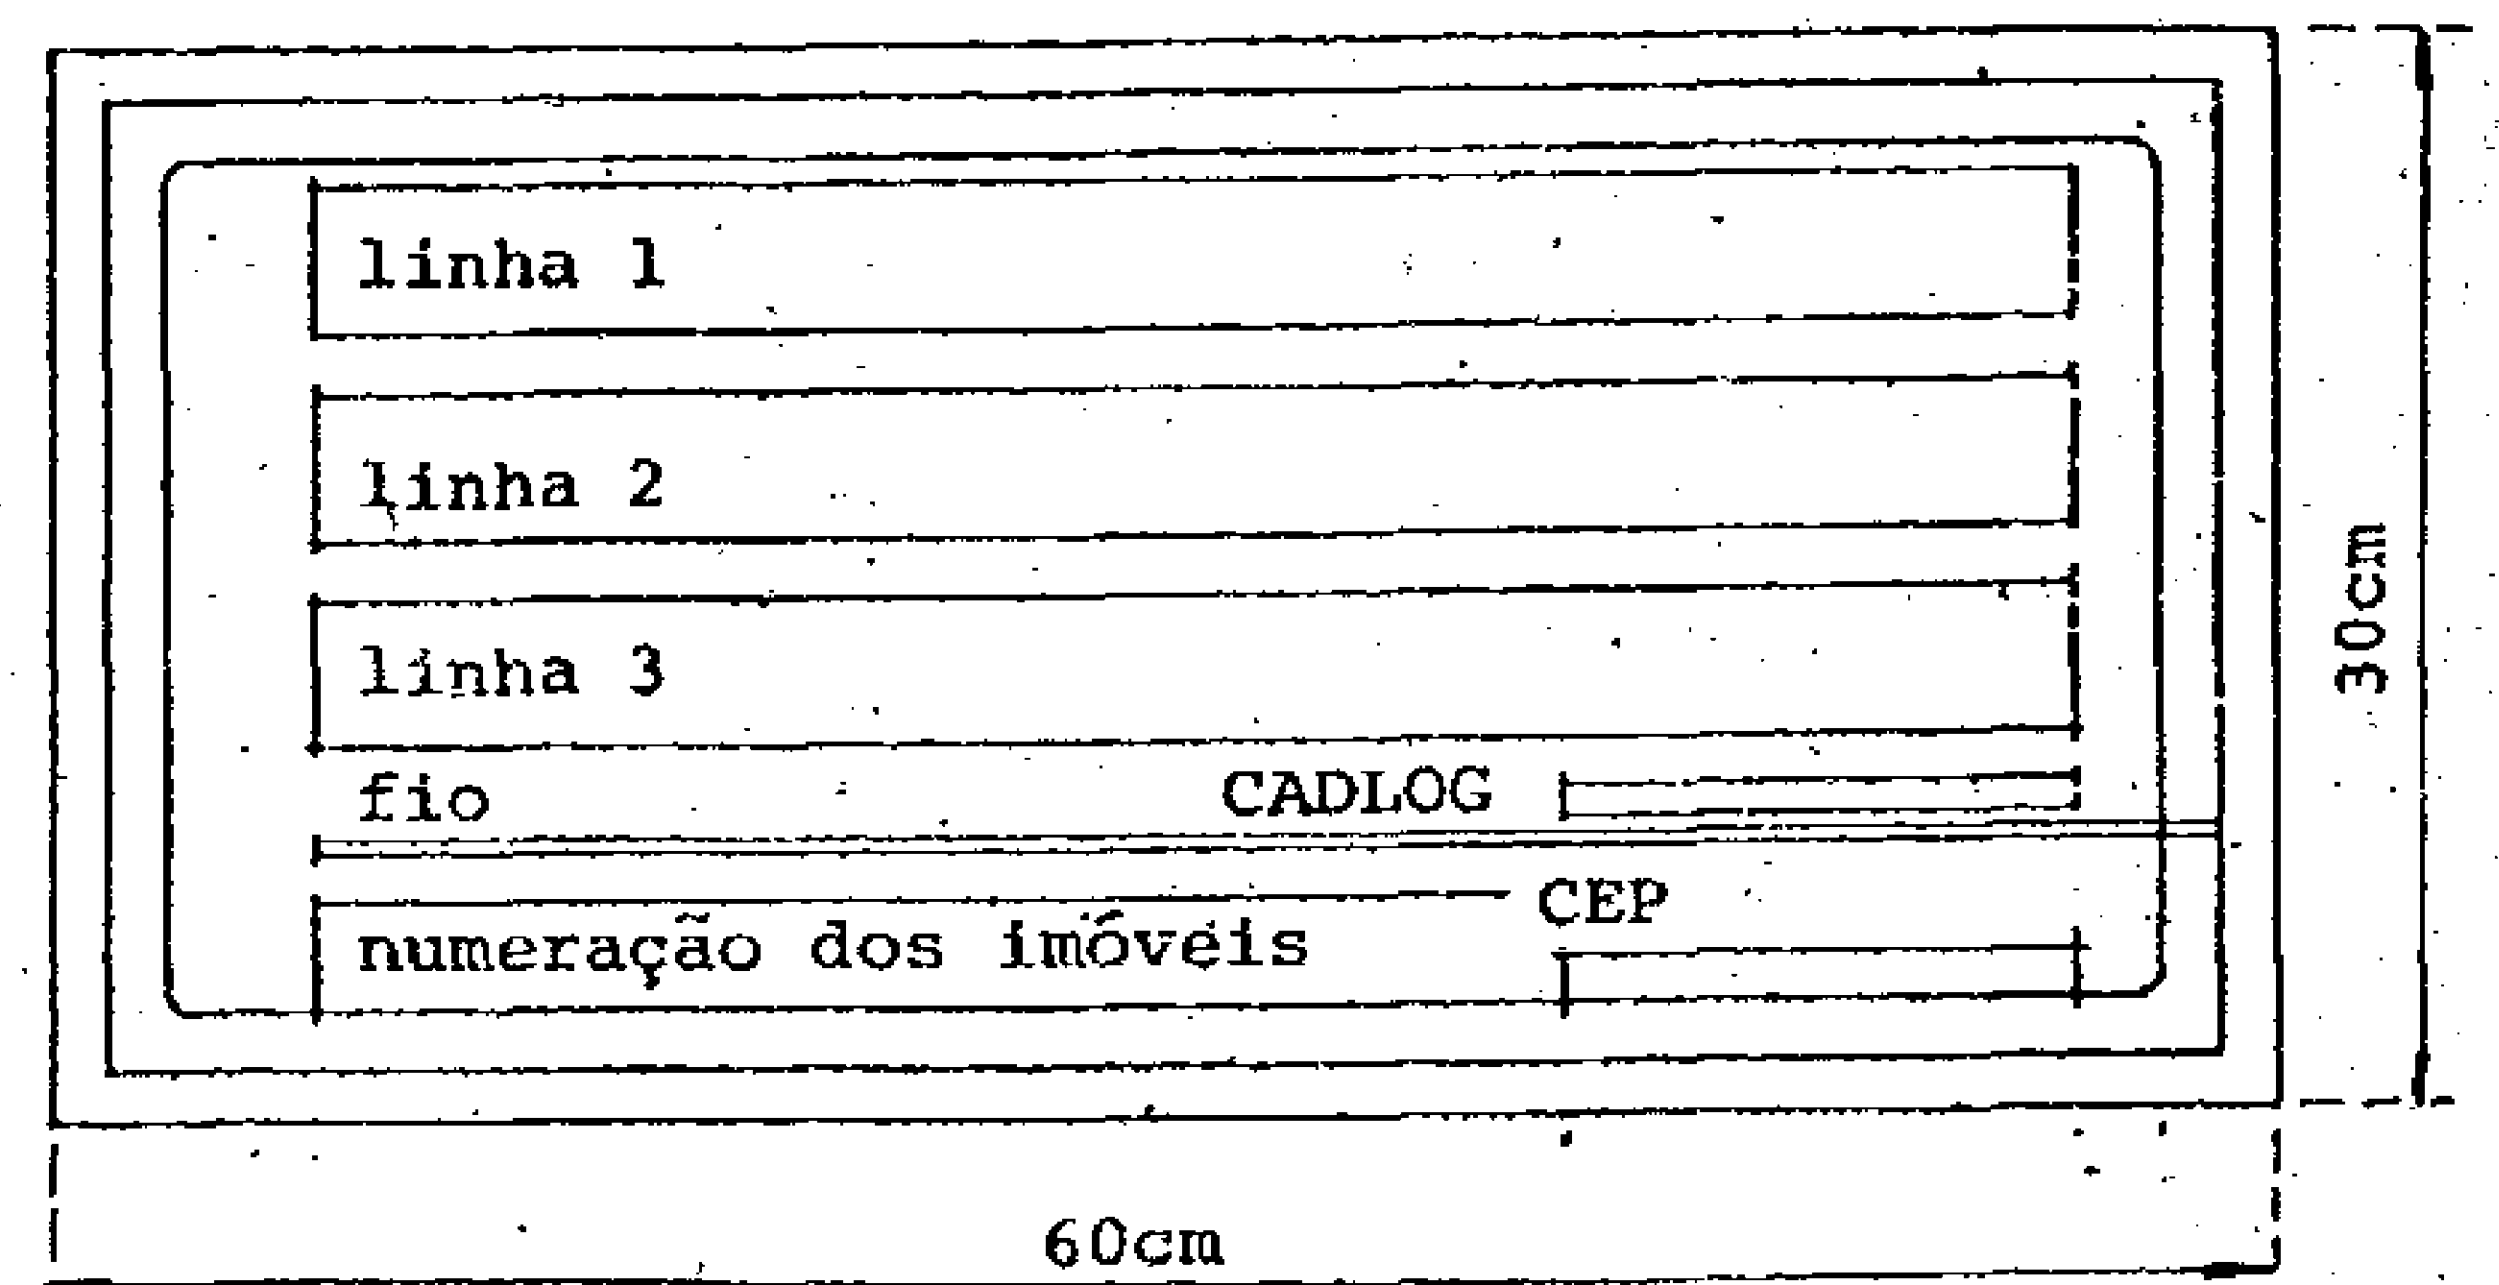 linha 1
linha 2
linha 3
fio CADLOG
CEP
numeração dos imóveis
30cm
60cm